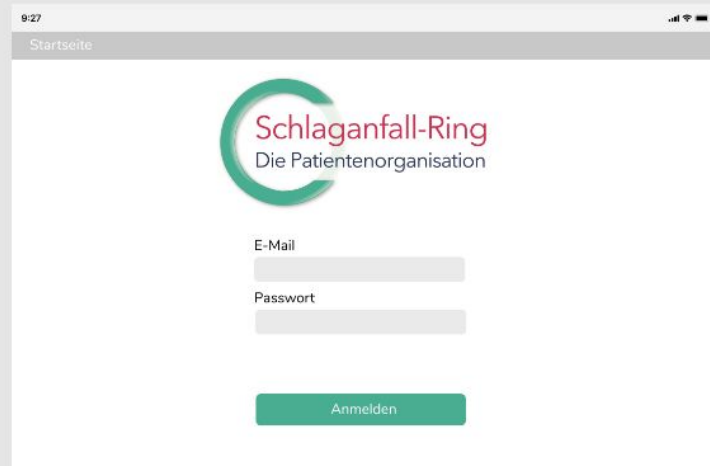 9:27
Startseite
Schlaganfall-Ring
Die Patientenorganisation
E-Mail
Passwort
Anmelden